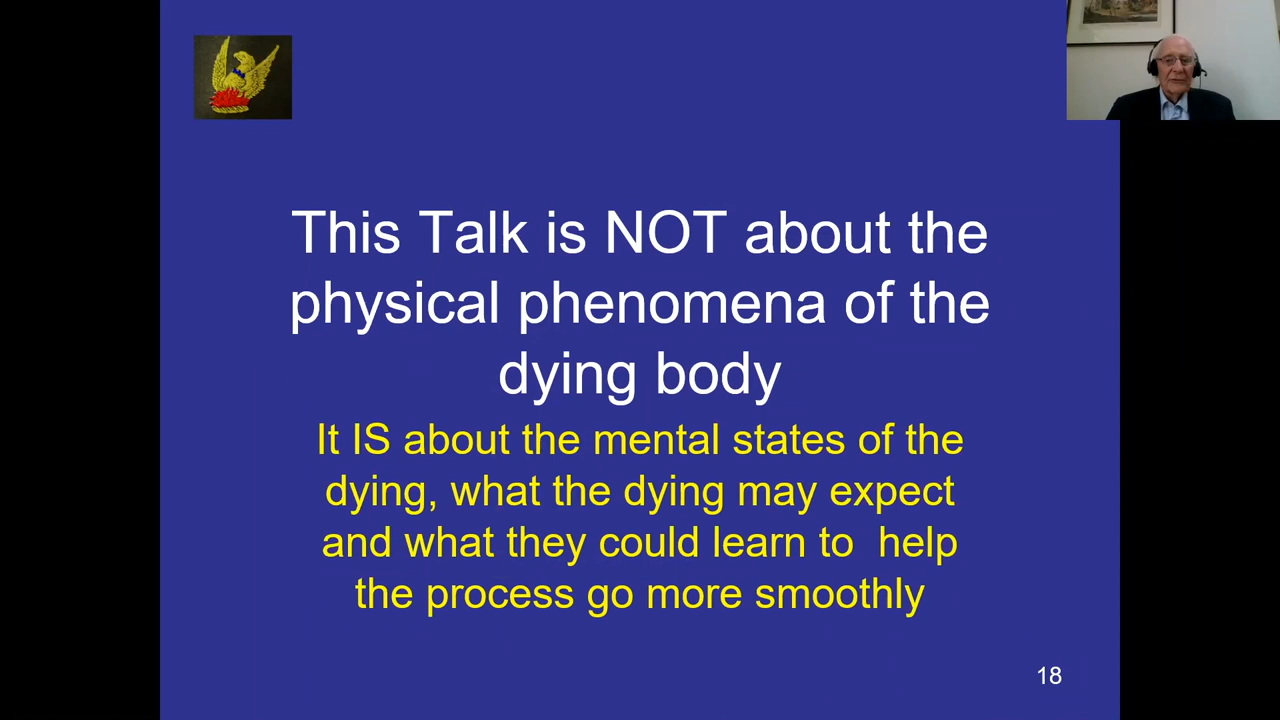 This Talk is NOT about the
physical phenomena of the
dying body
It IS about the mental states of the
dying, what the dying may expect
and what they could learn to  help
the process go more smoothly
18